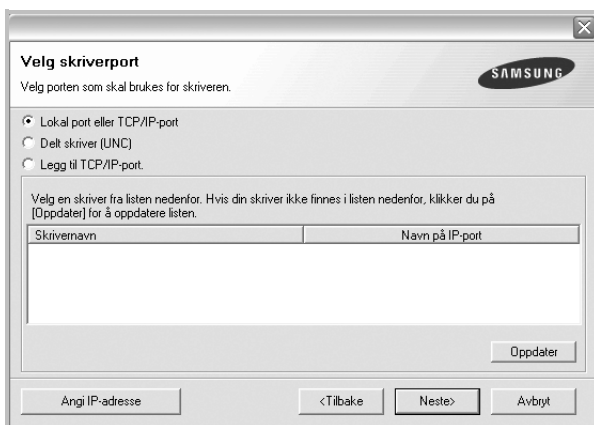 Velg skriverport
Velg porten som skal brukes for skriveren.
SAMSUNG
Lokal port eller TCP/IP-port
Delt skriver (UNC)
Legg til TCP/IP-port.
Velg en skriver fra listen nedenfor. Hvis din skriver ikke finnes i listen nedenfor, klikker du på
[Oppdater] for å oppdatere listen.
Skrivernavn Navn på IP-port
Oppdater
Angi IP-adresse <Tilbake Neste> Avbryt